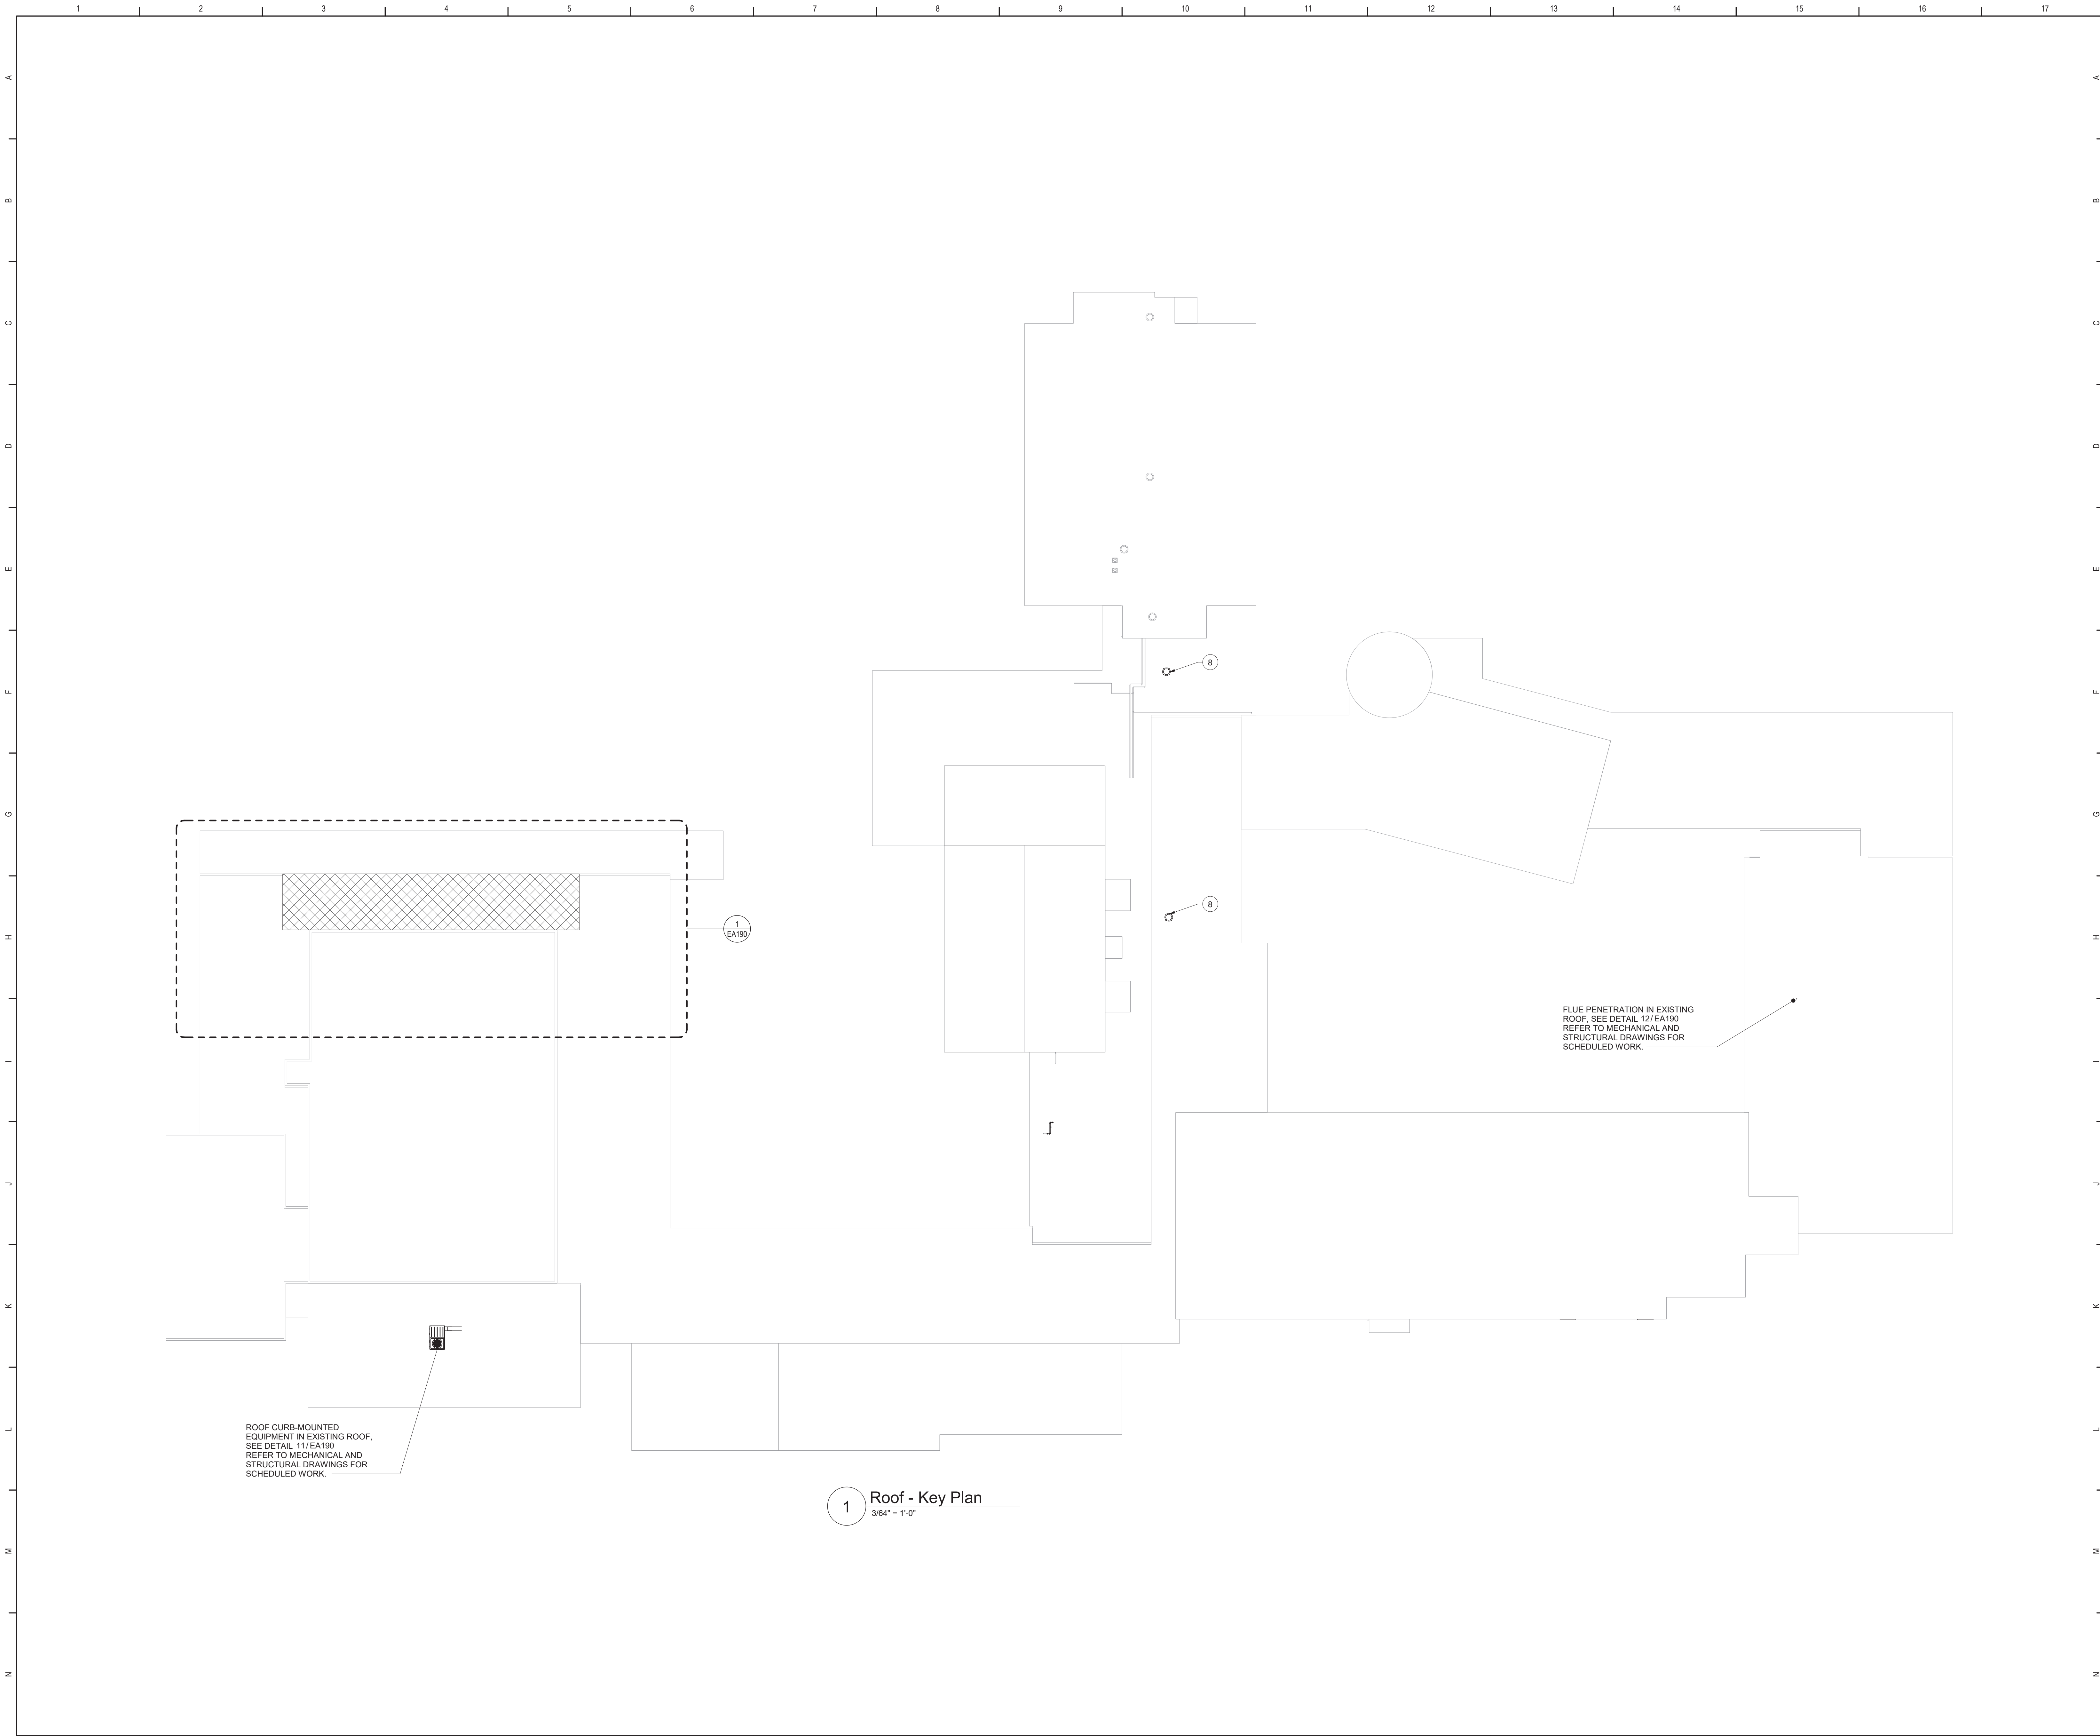 1 2 3 4 5 6 7 8 9 10 11 12 13 14 15 16 17
A A
B B
C C
D D
E E
F F
8
G G
H H
8
1
EA190
I I
FLUE PENETRATION IN EXISTING
ROOF, SEE DETAIL 12/ EA190
REFER TO MECHANICAL AND
STRUCTURAL DRAWINGS FOR
SCHEDULED WORK.
J J
K K
L L
ROOF CURB-MOUNTED
EQUIPMENT IN EXISTING ROOF,
SEE DETAIL 11/ EA190
REFER TO MECHANICAL AND
STRUCTURAL DRAWINGS FOR
SCHEDULED WORK.
1 Roof - Key Plan
3/64" = 1'-0"
M M
N N